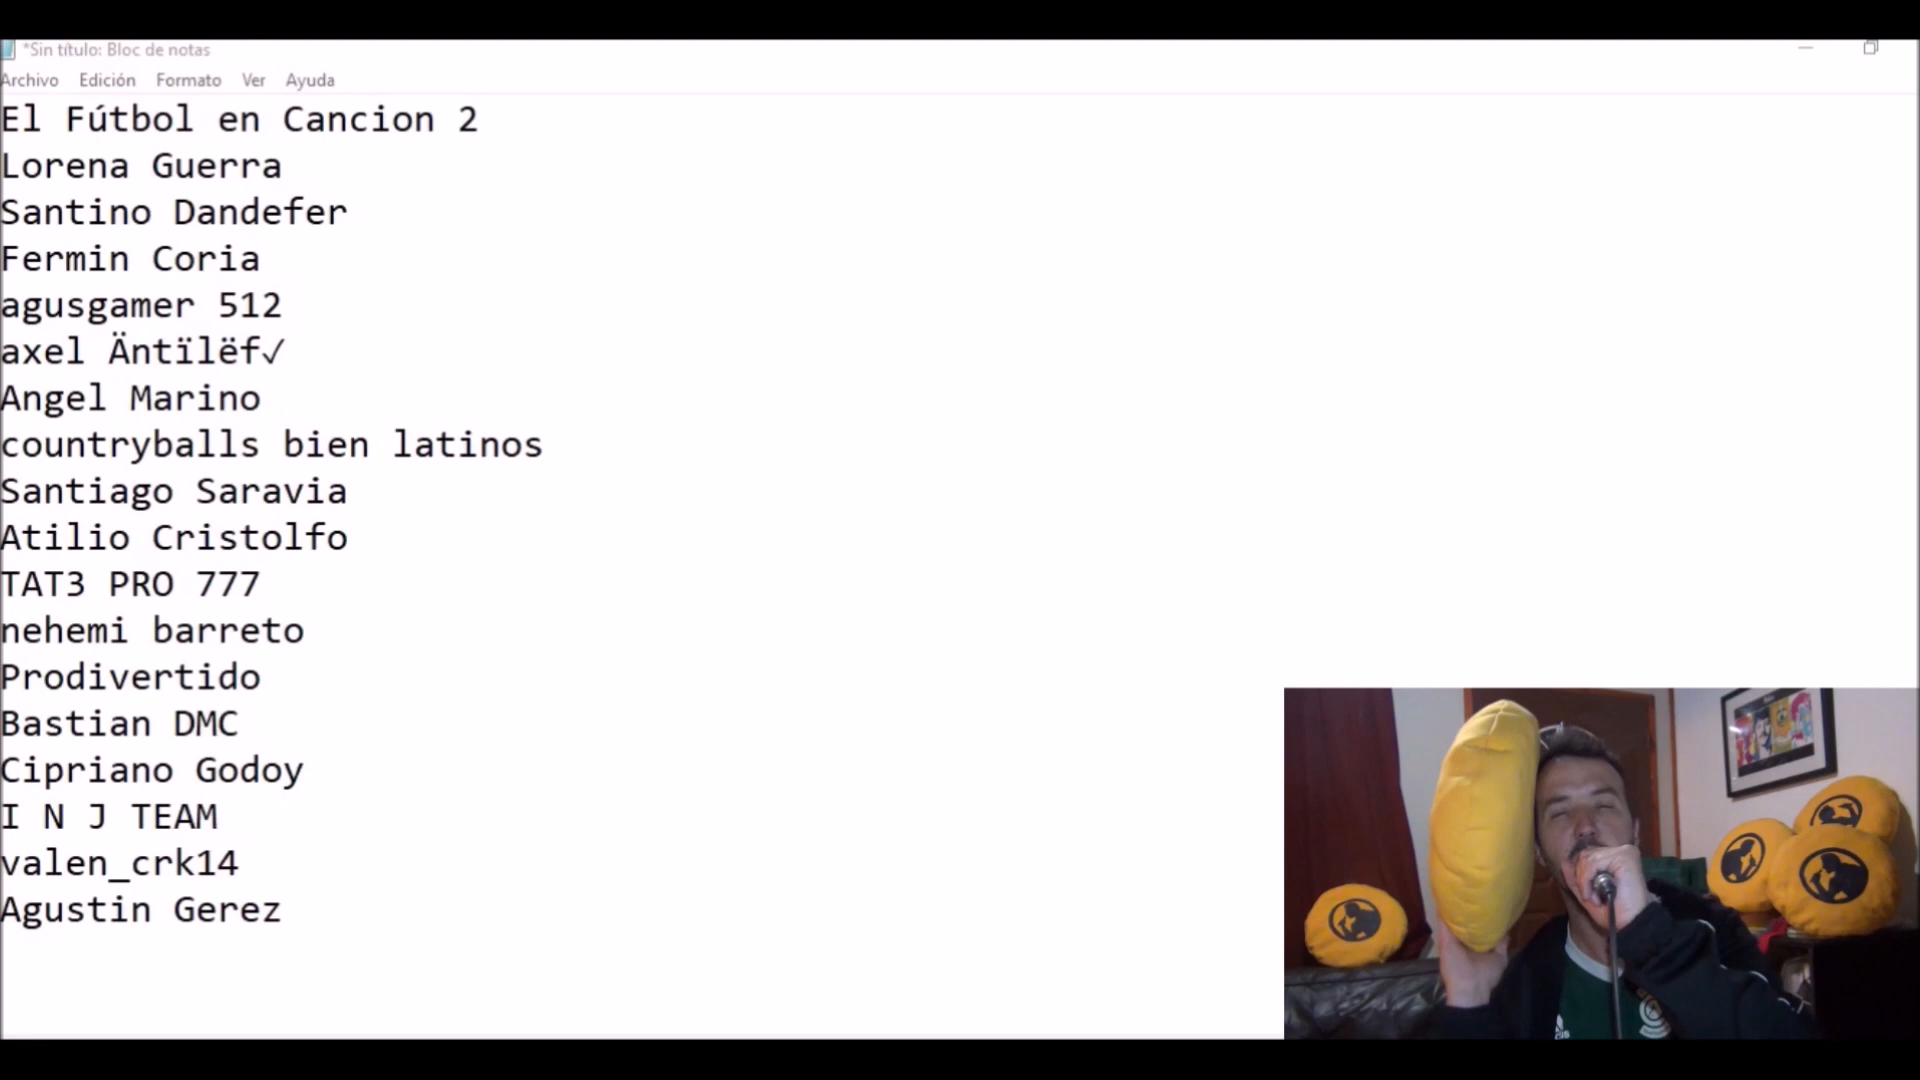 *Sin título: Bloc de notas
Archivo Edición Formato Ver Ayuda
El Fútbol en Cancion 2
Lorena Guerra
Santino Dandefer
Fermin Coria
agusgamer 512
axel Äntïlëf✓
Angel Marino
countryballs bien latinos
Santiago Saravia
Atilio Cristolfo
TAT3 PRO 777
nehemi barreto
Prodivertido
Bastian DMC
Cipriano Godoy
I N J TEAM
valen_crk14
Agustin Gerez